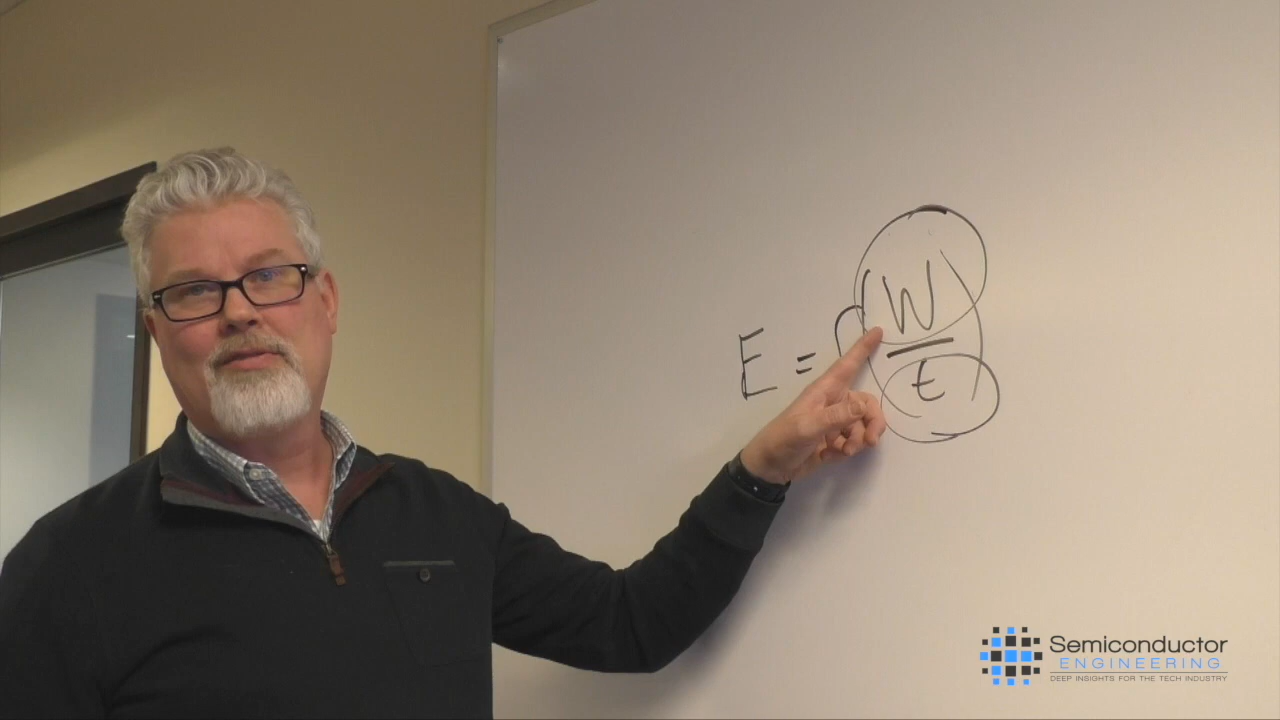 W
E = —
t
Semiconductor
ENGINEERING
DEEP INSIGHTS FOR THE TECH INDUSTRY